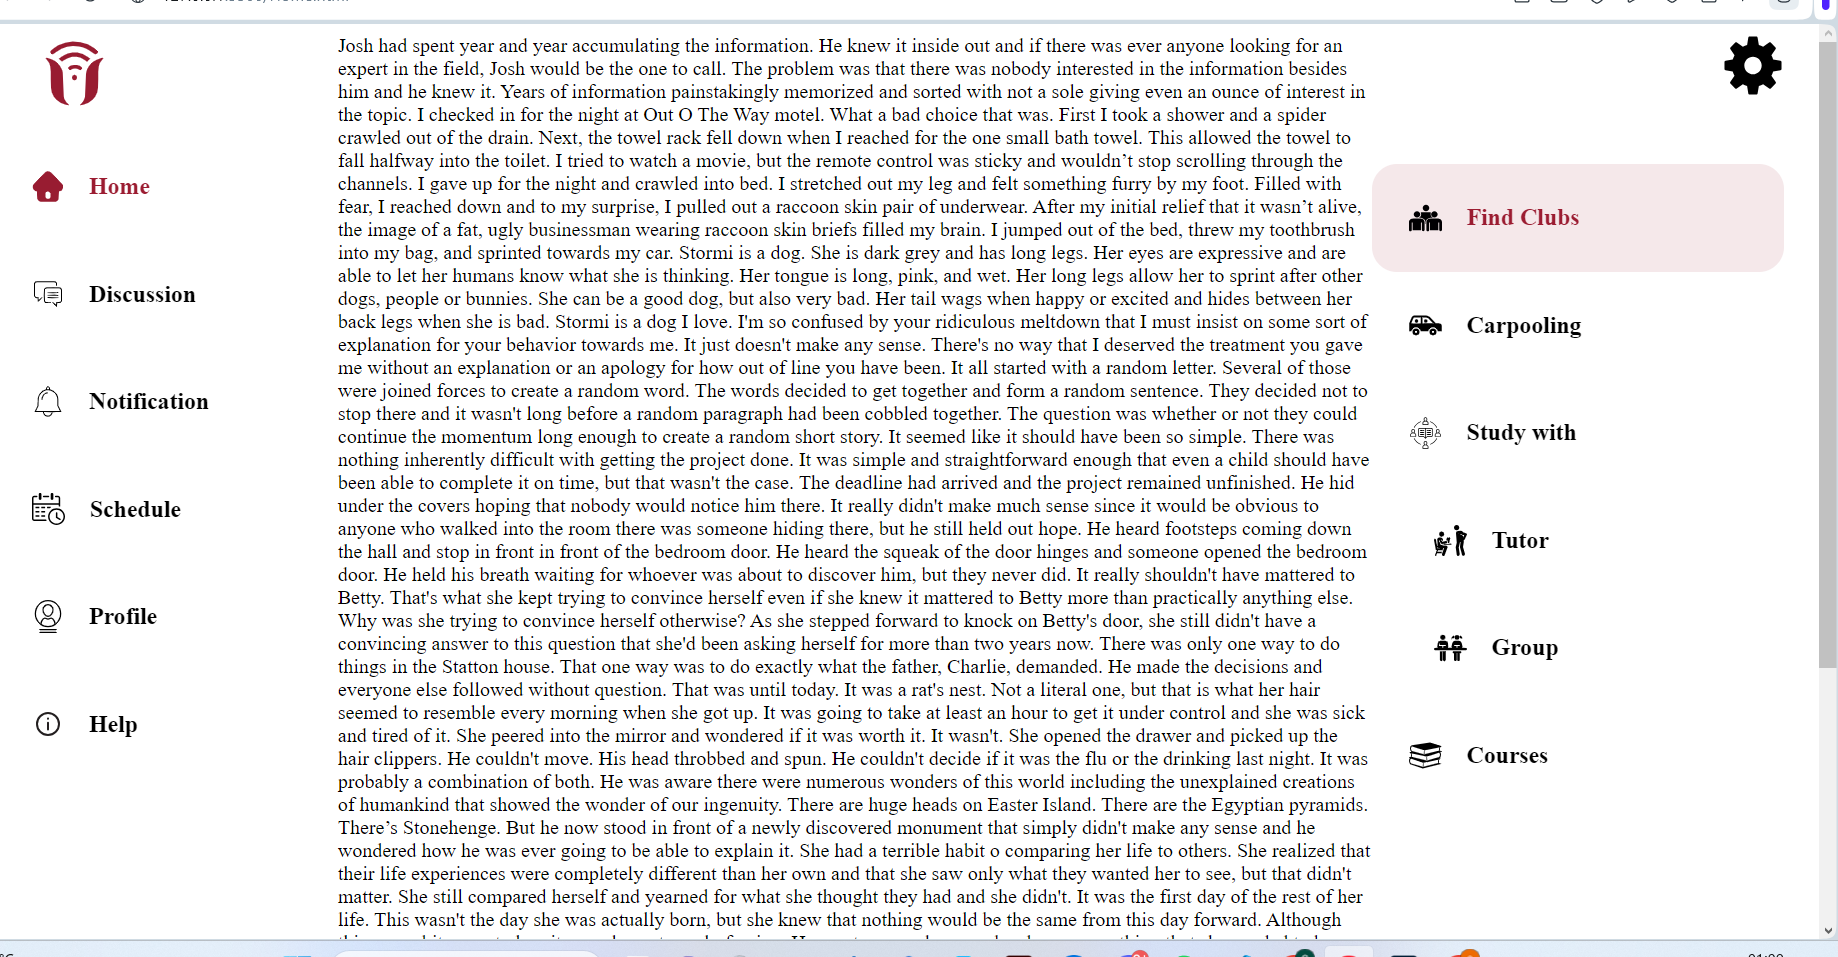 Home
Discussion
Notification
Schedule
Profile
Help
Josh had spent year and year accumulating the information. He knew it inside out and if there was ever anyone looking for an
expert in the field, Josh would be the one to call. The problem was that there was nobody interested in the information besides
him and he knew it. Years of information painstakingly memorized and sorted with not a sole giving even an ounce of interest in
the topic. I checked in for the night at Out O The Way motel. What a bad choice that was. First I took a shower and a spider
crawled out of the drain. Next, the towel rack fell down when I reached for the one small bath towel. This allowed the towel to
fall halfway into the toilet. I tried to watch a movie, but the remote control was sticky and wouldn’t stop scrolling through the
channels. I gave up for the night and crawled into bed. I stretched out my leg and felt something furry by my foot. Filled with
fear, I reached down and to my surprise, I pulled out a raccoon skin pair of underwear. After my initial relief that it wasn’t alive,
the image of a fat, ugly businessman wearing raccoon skin briefs filled my brain. I jumped out of the bed, threw my toothbrush
into my bag, and sprinted towards my car. Stormi is a dog. She is dark grey and has long legs. Her eyes are expressive and are
able to let her humans know what she is thinking. Her tongue is long, pink, and wet. Her long legs allow her to sprint after other
dogs, people or bunnies. She can be a good dog, but also very bad. Her tail wags when happy or excited and hides between her
back legs when she is bad. Stormi is a dog I love. I'm so confused by your ridiculous meltdown that I must insist on some sort of
explanation for your behavior towards me. It just doesn't make any sense. There's no way that I deserved the treatment you gave
me without an explanation or an apology for how out of line you have been. It all started with a random letter. Several of those
were joined forces to create a random word. The words decided to get together and form a random sentence. They decided not to
stop there and it wasn't long before a random paragraph had been cobbled together. The question was whether or not they could
continue the momentum long enough to create a random short story. It seemed like it should have been so simple. There was
nothing inherently difficult with getting the project done. It was simple and straightforward enough that even a child should have
been able to complete it on time, but that wasn't the case. The deadline had arrived and the project remained unfinished. He hid
under the covers hoping that nobody would notice him there. It really didn't make much sense since it would be obvious to
anyone who walked into the room there was someone hiding there, but he still held out hope. He heard footsteps coming down
the hall and stop in front in front of the bedroom door. He heard the squeak of the door hinges and someone opened the bedroom
door. He held his breath waiting for whoever was about to discover him, but they never did. It really shouldn't have mattered to
Betty. That's what she kept trying to convince herself even if she knew it mattered to Betty more than practically anything else.
Why was she trying to convince herself otherwise? As she stepped forward to knock on Betty's door, she still didn't have a
convincing answer to this question that she'd been asking herself for more than two years now. There was only one way to do
things in the Statton house. That one way was to do exactly what the father, Charlie, demanded. He made the decisions and
everyone else followed without question. That was until today. It was a rat's nest. Not a literal one, but that is what her hair
seemed to resemble every morning when she got up. It was going to take at least an hour to get it under control and she was sick
and tired of it. She peered into the mirror and wondered if it was worth it. It wasn't. She opened the drawer and picked up the
hair clippers. He couldn't move. His head throbbed and spun. He couldn't decide if it was the flu or the drinking last night. It was
probably a combination of both. He was aware there were numerous wonders of this world including the unexplained creations
of humankind that showed the wonder of our ingenuity. There are huge heads on Easter Island. There are the Egyptian pyramids.
There’s Stonehenge. But he now stood in front of a newly discovered monument that simply didn't make any sense and he
wondered how he was ever going to be able to explain it. She had a terrible habit o comparing her life to others. She realized that
their life experiences were completely different than her own and that she saw only what they wanted her to see, but that didn't
matter. She still compared herself and yearned for what she thought they had and she didn't. It was the first day of the rest of her
life. This wasn't the day she was actually born, but she knew that nothing would be the same from this day forward. Although
Find Clubs
Carpooling
Study with
Tutor
Group
Courses